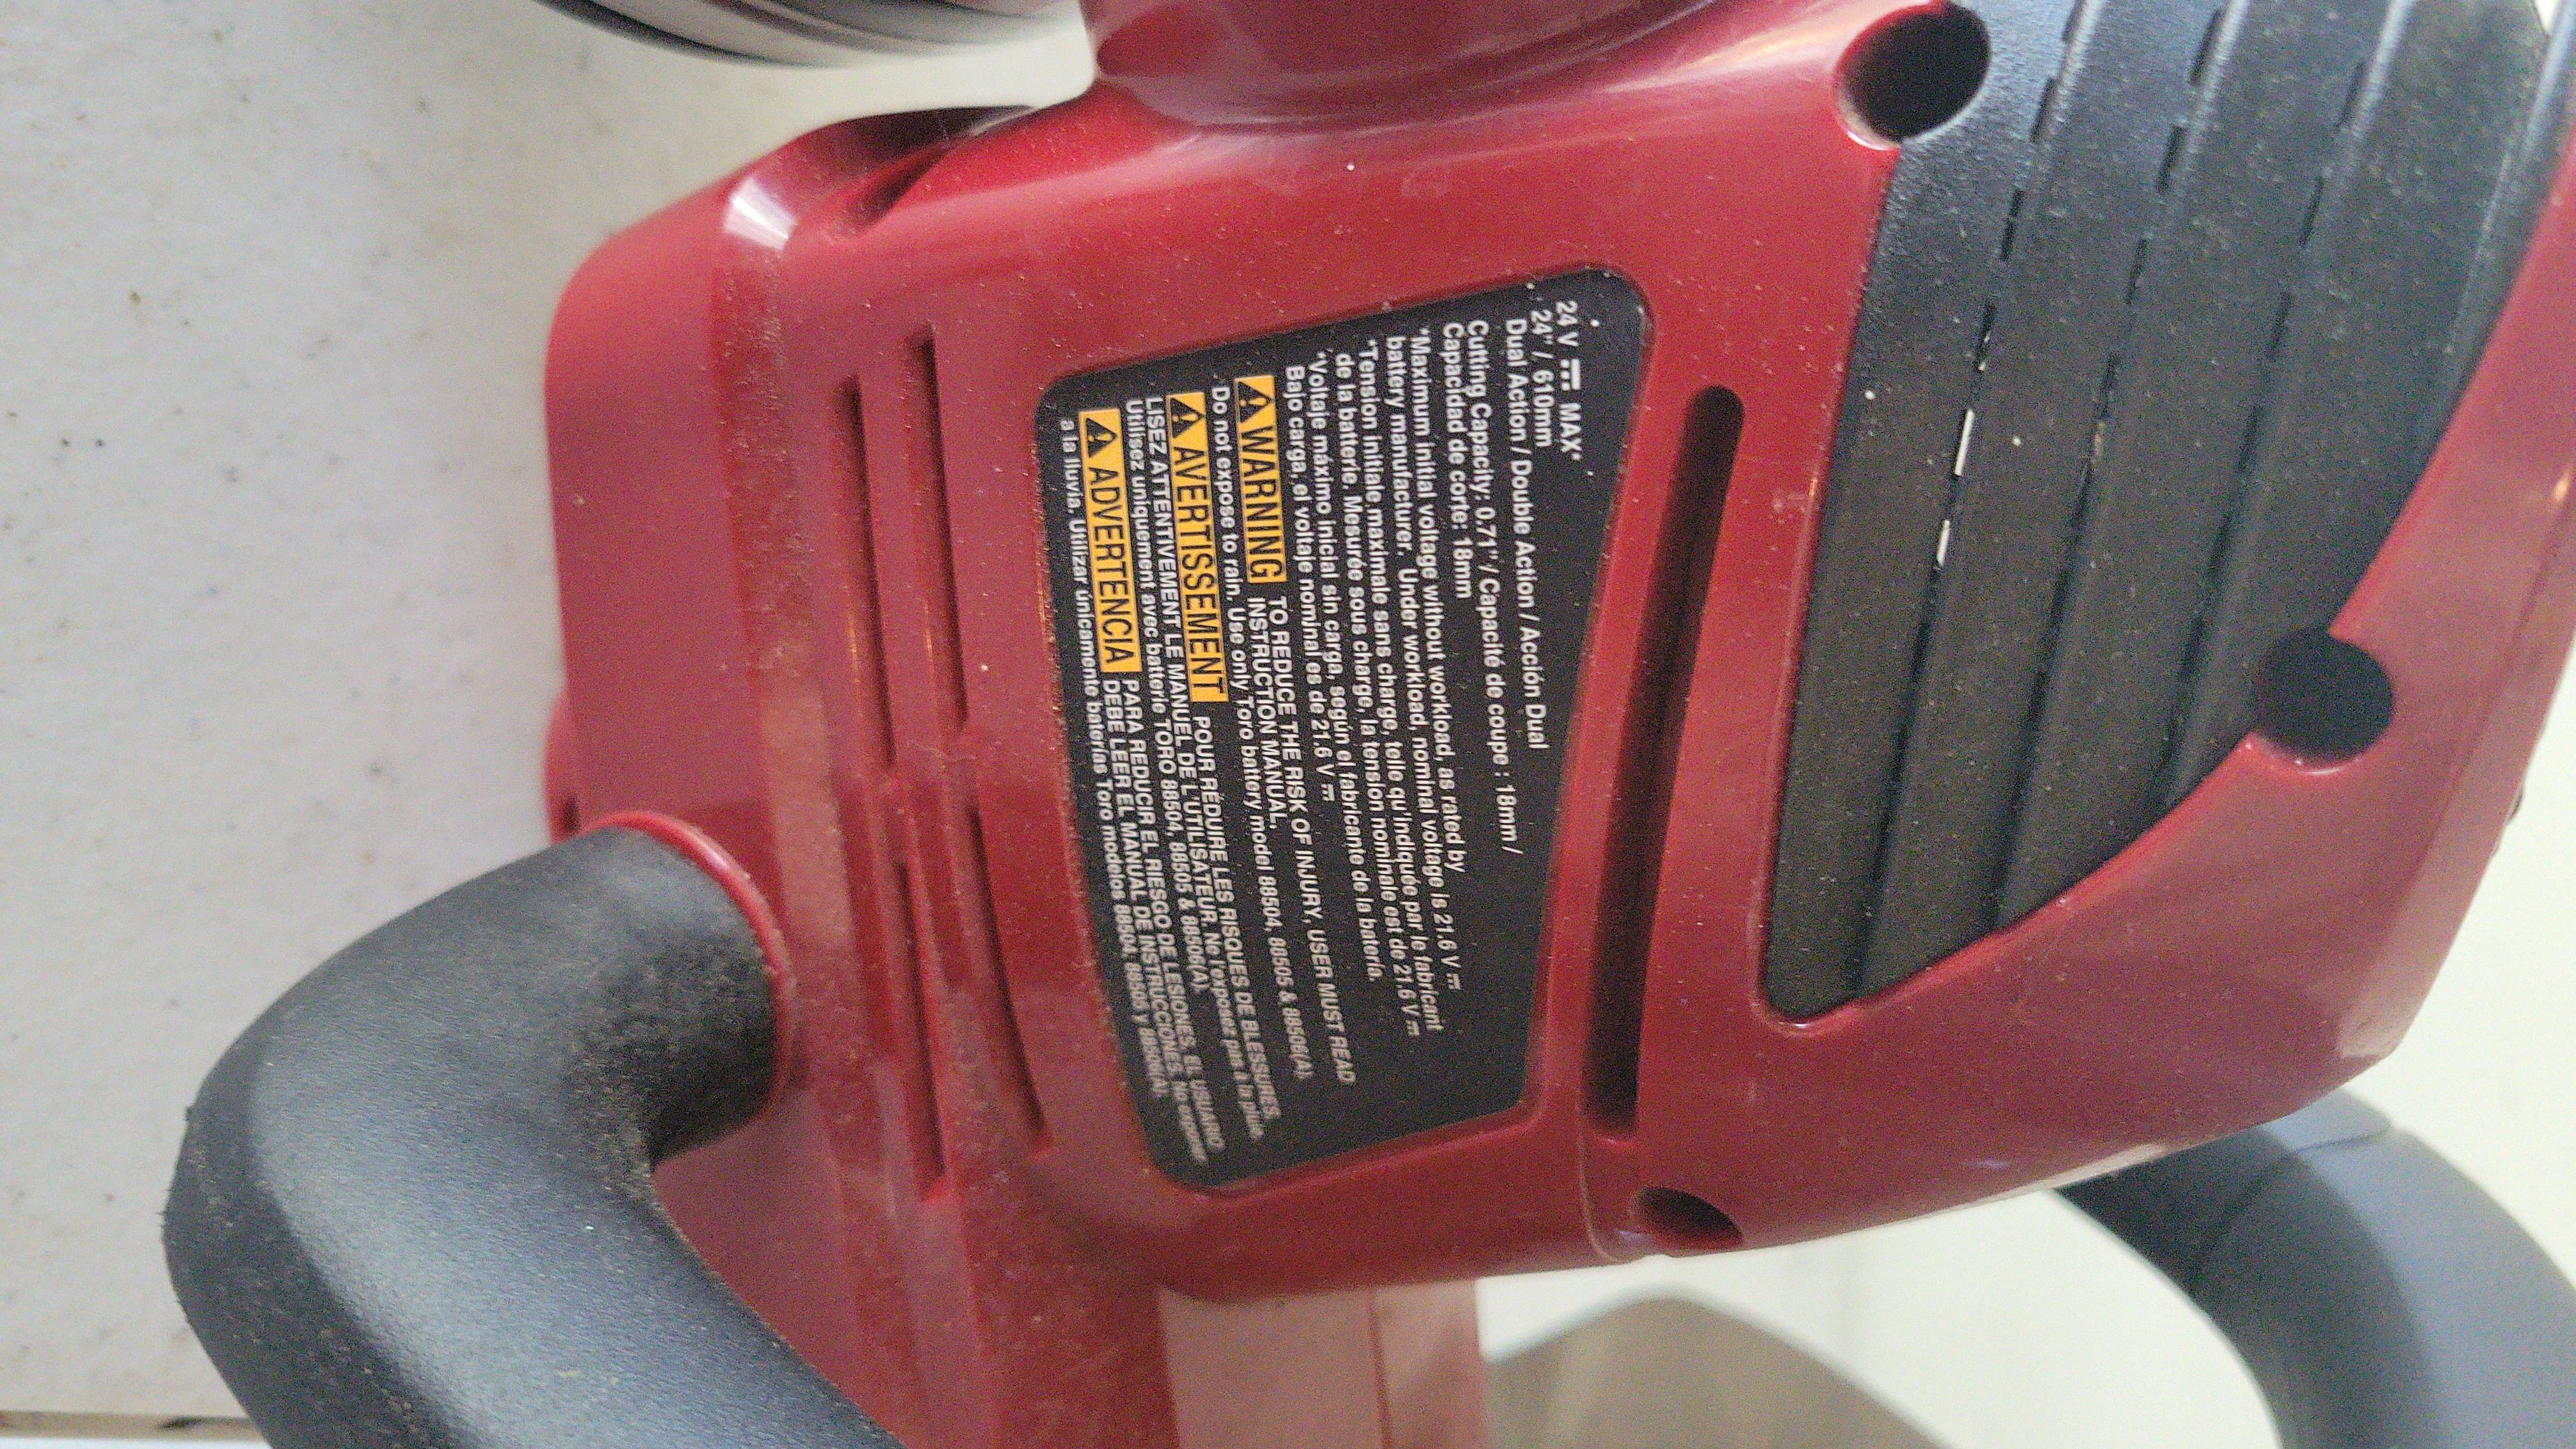 24 V ⎓ MAX*
24" / 610mm
Dual Action / Double Action / Acción Dual
Cutting Capacity: 0.71" / Capacité de coupe : 18mm /
Capacidad de corte: 18mm
*Maximum initial voltage without workload, as rated by
battery manufacturer. Under workload, nominal voltage is 21.6 V ⎓
*Tension initiale maximale sans charge, telle qu'indiquée par le fabricant
de la batterie. Mesurée sous charge, la tension nominale est de 21.6 V ⎓
*Voltaje máximo inicial sin carga, según el fabricante de la batería.
Bajo carga, el voltaje nominal es de 21.6 V ⎓
⚠ WARNING TO REDUCE THE RISK OF INJURY, USER MUST READ
INSTRUCTION MANUAL.
Do not expose to rain. Use only Toro battery model 88504, 88505 & 88506(A).
⚠ AVERTISSEMENT POUR RÉDUIRE LES RISQUES DE BLESSURES,
LISEZ ATTENTIVEMENT LE MANUEL DE L'UTILISATEUR. Ne l'exposez pas à la pluie.
Utilisez uniquement avec batterie TORO 88504, 88505 & 88506(A).
⚠ ADVERTENCIA PARA REDUCIR EL RIESGO DE LESIONES, EL USUARIO
DEBE LEER EL MANUAL DE INSTRUCCIONES. No expone
a la lluvia. Utilizar únicamente baterías Toro modelos 88504, 88505 y 88506(A).